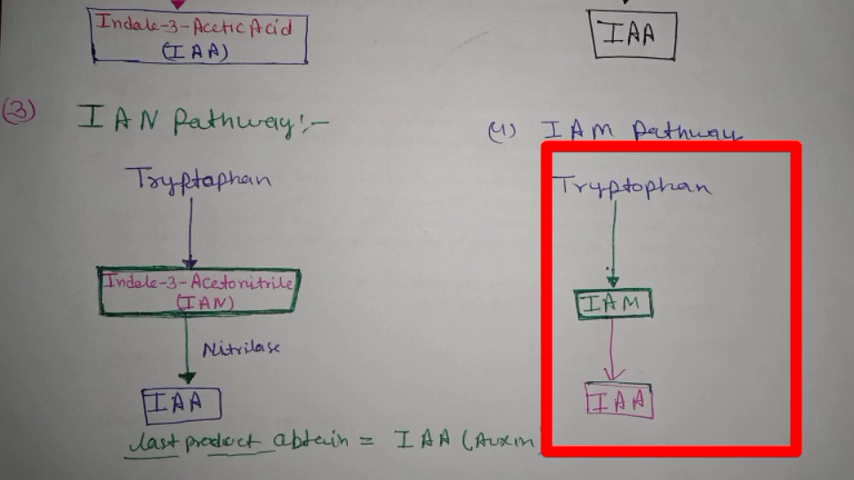 Indole-3-Acetic Acid
(IAA)
IAA
(3) IAN Pathway:-
Tryptophan
Indole-3-Acetonitrile
(IAN)
Nitrilase
IAA
(4) IAM Pathway
Tryptophan
IAM
IAA
last product obtain = IAA (Auxin)